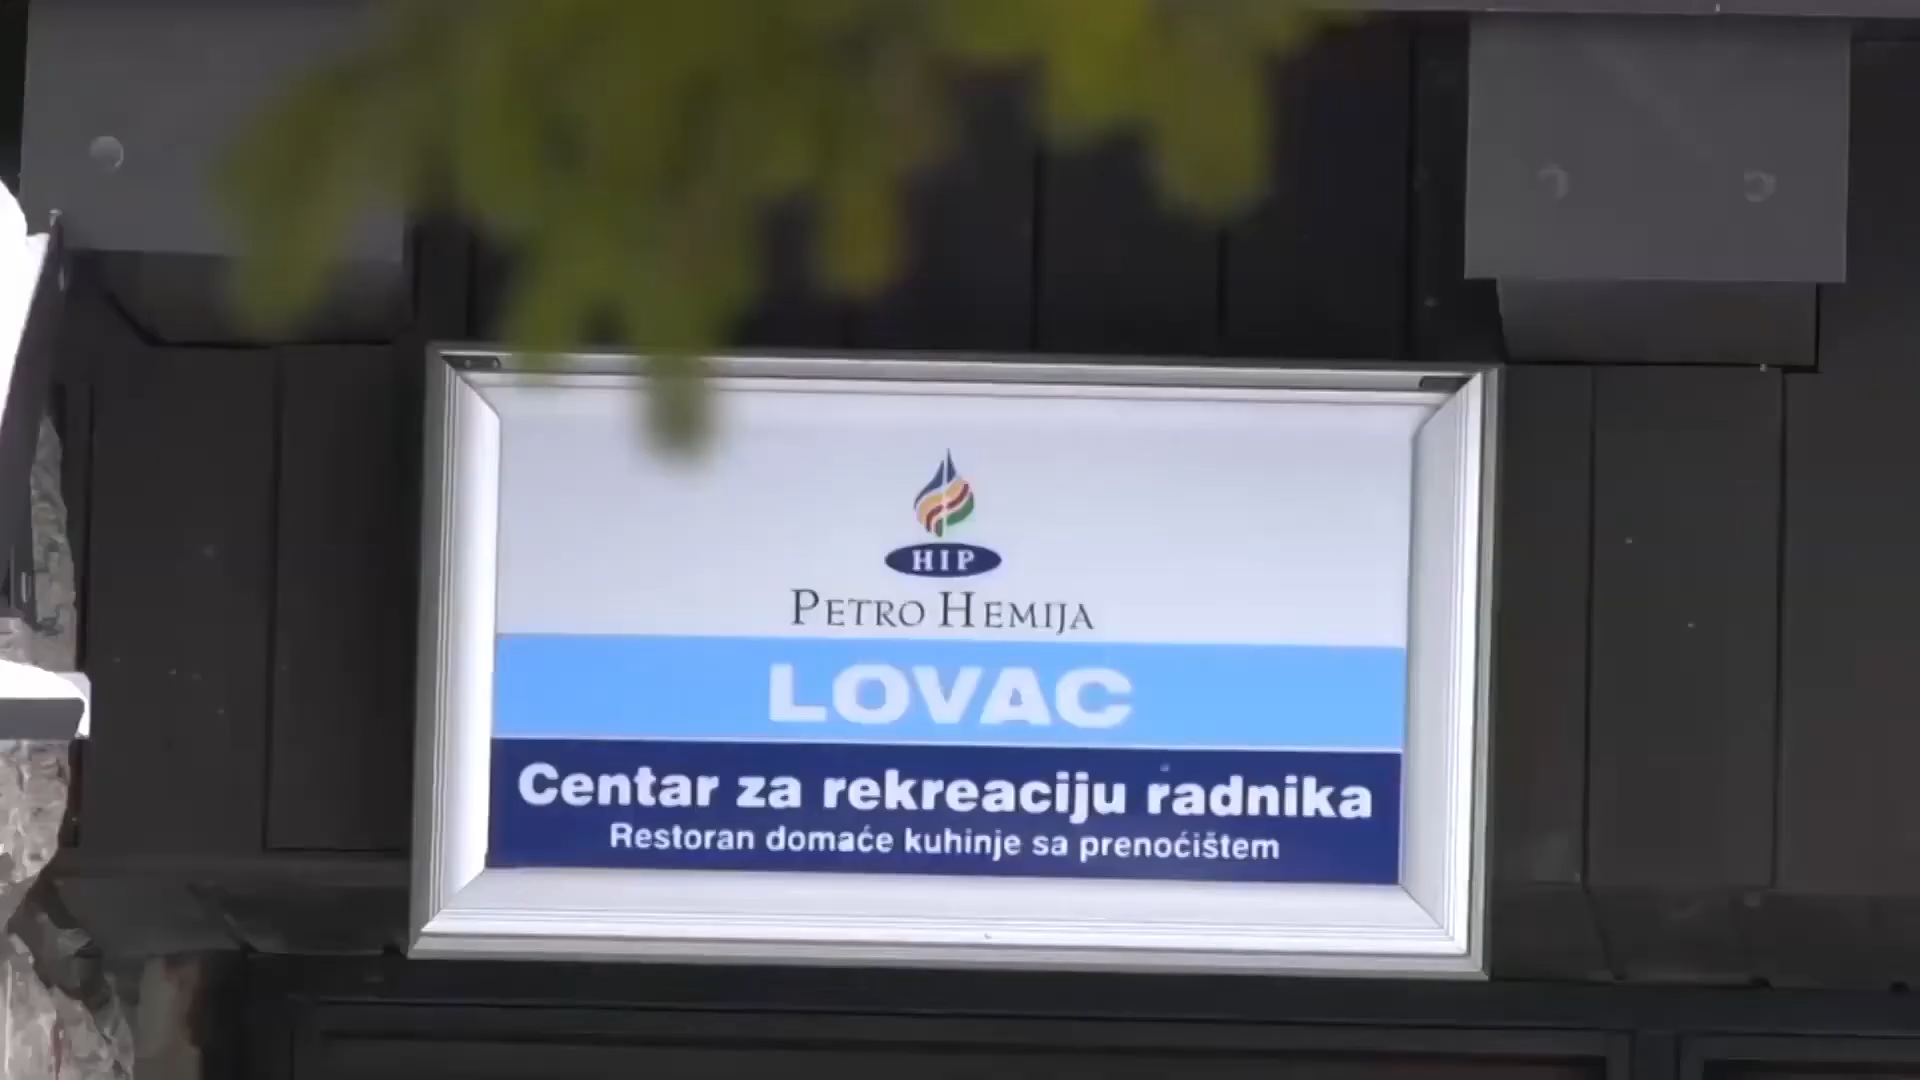 HIP
PETRO HEMIJA
LOVAC
Centar za rekreaciju radnika
Restoran domaće kuhinje sa prenoćištem